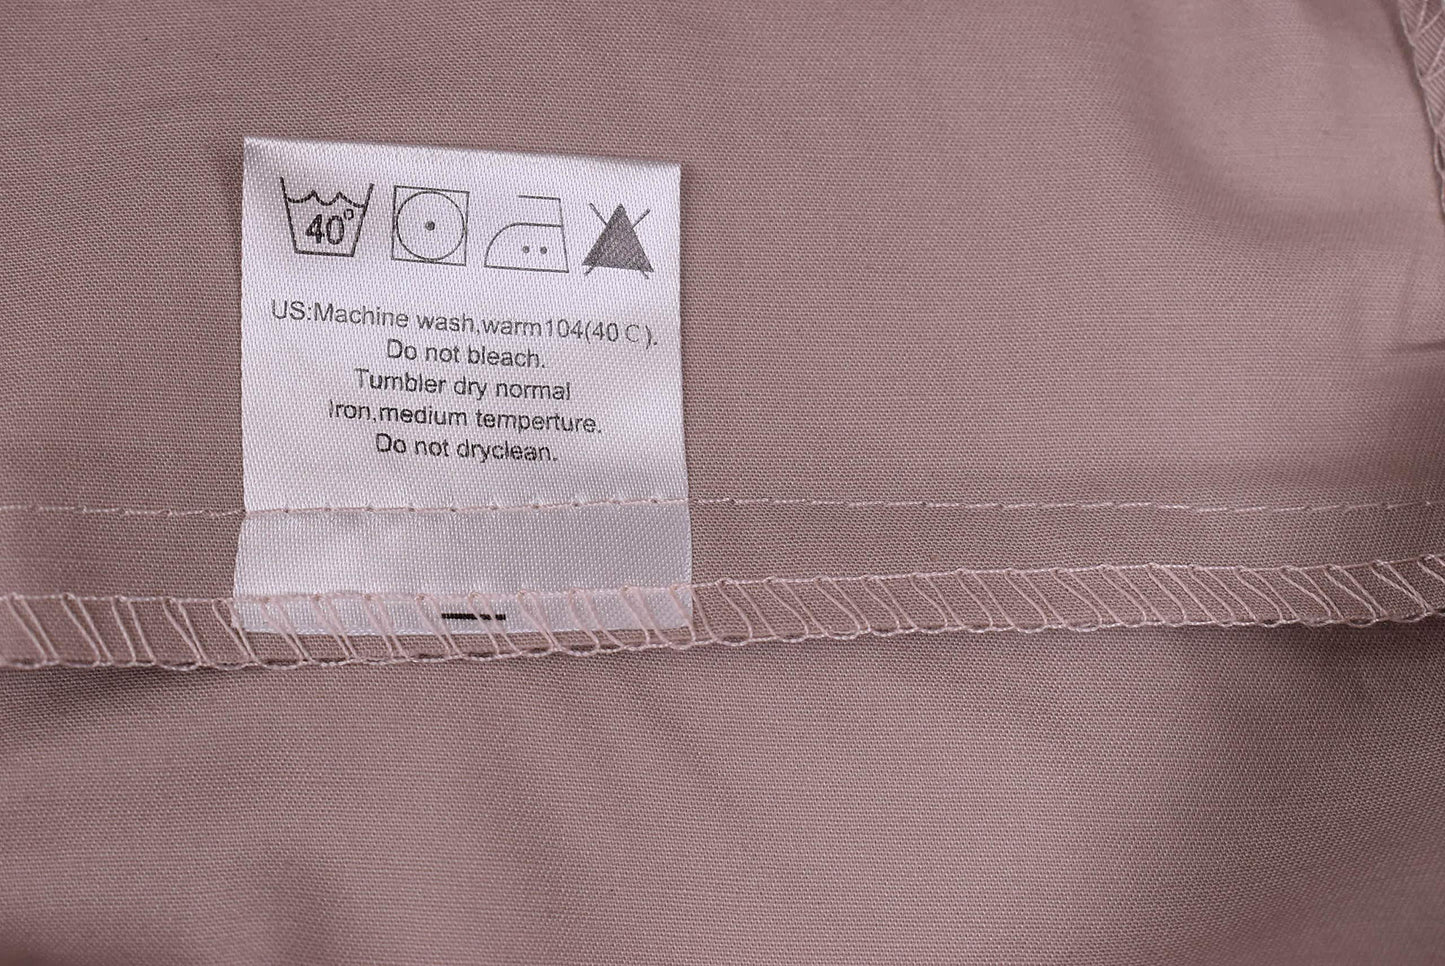 40°
US:Machine wash,warm104(40℃).
Do not bleach.
Tumbler dry normal
Iron,medium temperture.
Do not dryclean.